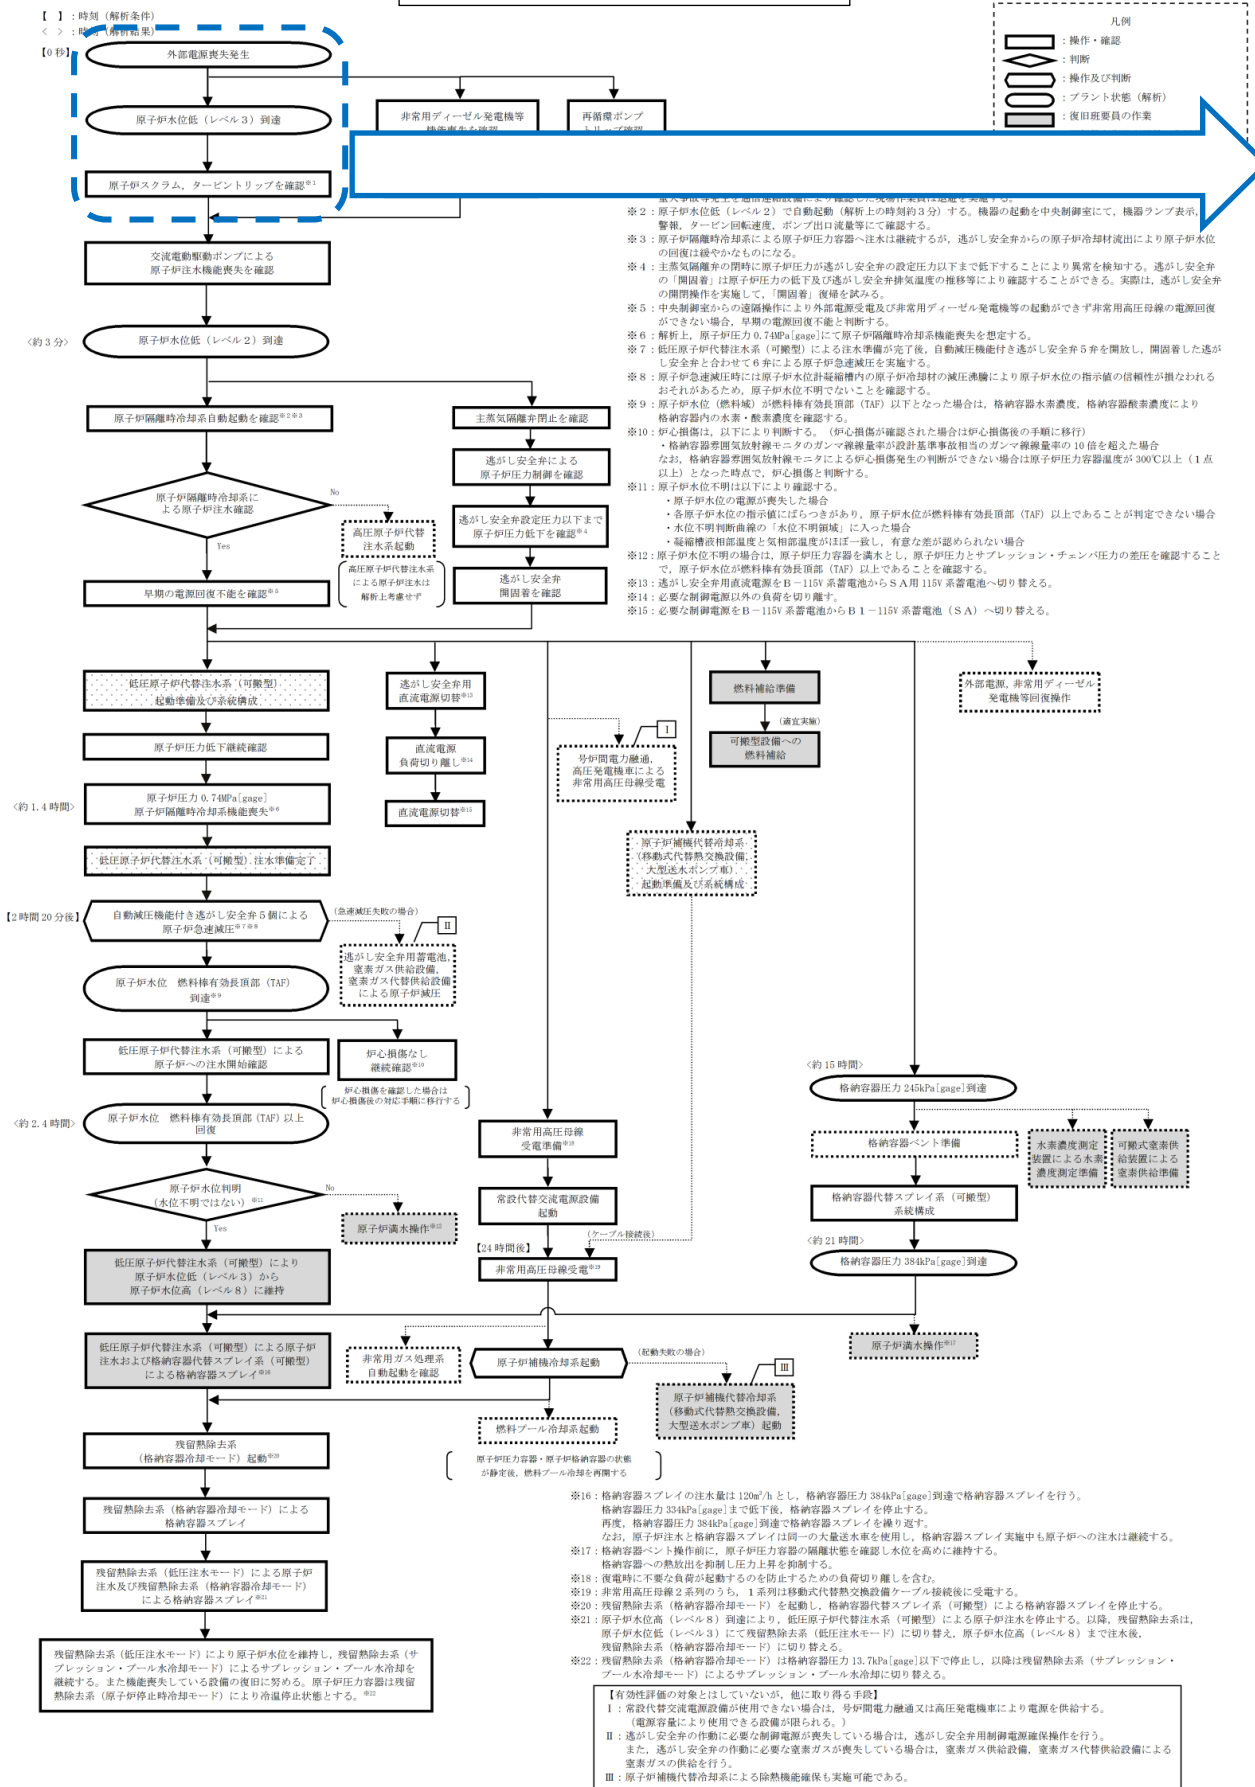 【　】：時刻（解析条件）
＜　＞：時刻（解析結果）
【0秒】
外部電源喪失発生
原子炉水位低（レベル3）到達
非常用ディーゼル発電機等
機能喪失を確認
再循環ポンプ
トリップ確認
原子炉スクラム，タービントリップを確認※1
凡例
：操作・確認
：判断
：操作及び判断
：プラント状態（解析）
：復旧班要員の作業
重大事故等発生を通信連絡設備により確認した現場作業員は退避を実施する。
※2：原子炉水位低（レベル2）で自動起動（解析上の時刻約3分）する。機器の起動を中央制御室にて，機器ランプ表示，
警報，タービン回転速度，ポンプ出口流量等にて確認する。
※3：原子炉隔離時冷却系による原子炉圧力容器へ注水は継続するが，逃がし安全弁からの原子炉冷却材流出により原子炉水位
の回復は緩やかなものになる。
※4：主蒸気隔離弁の閉時に原子炉圧力が逃がし安全弁の設定圧力以下まで低下することにより異常を検知する。逃がし安全弁
の「開固着」は原子炉圧力の低下及び逃がし安全弁排気温度の推移等により確認することができる。実際は，逃がし安全弁
の開閉操作を実施して，「開固着」復帰を試みる。
※5：中央制御室からの遠隔操作により外部電源受電及び非常用ディーゼル発電機等の起動ができず非常用高圧母線の電源回復
ができない場合，早期の電源回復不能と判断する。
※6：解析上，原子炉圧力0.74MPa[gage]にて原子炉隔離時冷却系機能喪失を想定する。
※7：低圧原子炉代替注水系（可搬型）による注水準備が完了後，自動減圧機能付き逃がし安全弁5弁を開放し，開固着した逃が
し安全弁と合わせて6弁による原子炉急速減圧を実施する。
※8：原子炉急速減圧時には原子炉水位計凝縮槽内の原子炉冷却材の減圧沸騰により原子炉水位の指示値の信頼性が損なわれる
おそれがあるため，原子炉水位不明でないことを確認する。
※9：原子炉水位（燃料域）が燃料棒有効長頂部（TAF）以下となった場合は，格納容器水素濃度，格納容器酸素濃度により
格納容器内の水素・酸素濃度を確認する。
※10：炉心損傷は，以下により判断する。（炉心損傷が確認された場合は炉心損傷後の手順に移行）
・格納容器雰囲気放射線モニタのガンマ線線量率が設計基準事故相当のガンマ線線量率の10倍を超えた場合
なお，格納容器雰囲気放射線モニタによる炉心損傷発生の判断ができない場合は原子炉圧力容器温度が300℃以上（1点
以上）となった時点で，炉心損傷と判断する。
※11：原子炉水位不明は以下により確認する。
・原子炉水位の電源が喪失した場合
・各原子炉水位の指示値にばらつきがあり，原子炉水位が燃料棒有効長頂部（TAF）以上であることが判定できない場合
・水位不明判断曲線の「水位不明領域」に入った場合
・凝縮槽液相部温度と気相部温度がほぼ一致し，有意な差が認められない場合
※12：原子炉水位不明の場合は，原子炉圧力容器を満水とし，原子炉圧力とサプレッション・チェンバ圧力の差圧を確認すること
で，原子炉水位が燃料棒有効長頂部（TAF）以上であることを確認する。
※13：逃がし安全弁用直流電源をB－115V系蓄電池からSA用115V系蓄電池へ切り替える。
※14：必要な制御電源以外の負荷を切り離す。
※15：必要な制御電源をB－115V系蓄電池からB1－115V系蓄電池（SA）へ切り替える。
交流電動駆動ポンプによる
原子炉注水機能喪失を確認
〈約3分〉
原子炉水位低（レベル2）到達
原子炉隔離時冷却系自動起動を確認※2※3
主蒸気隔離弁閉止を確認
逃がし安全弁による
原子炉圧力制御を確認
原子炉隔離時冷却系に
よる原子炉注水確認
No
Yes
高圧原子炉代替
注水系起動
高圧原子炉代替注水系
による原子炉注水は
解析上考慮せず
逃がし安全弁設定圧力以下まで
原子炉圧力低下を確認※4
逃がし安全弁
開固着を確認
早期の電源回復不能を確認※5
低圧原子炉代替注水系（可搬型）
起動準備及び系統構成
逃がし安全弁用
直流電源切替※13
燃料補給準備
外部電源，非常用ディーゼル
発電機等回復操作
（適宜実施）
I
原子炉圧力低下継続確認
直流電源
負荷切り離し※14
号炉間電力融通，
高圧発電機車による
非常用高圧母線受電
可搬型設備への
燃料補給
〈約1.4時間〉
原子炉圧力0.74MPa[gage]
原子炉隔離時冷却系機能喪失※6
直流電源切替※15
低圧原子炉代替注水系（可搬型）注水準備完了
原子炉補機代替冷却系
（移動式代替熱交換設備，
大型送水ポンプ車）
起動準備及び系統構成
【2時間20分後】
自動減圧機能付き逃がし安全弁5個による
原子炉急速減圧※7※8
（急速減圧失敗の場合）
II
逃がし安全弁用蓄電池，
窒素ガス供給設備，
窒素ガス代替供給設備
による原子炉減圧
原子炉水位　燃料棒有効長頂部（TAF）
到達※9
低圧原子炉代替注水系（可搬型）による
原子炉への注水開始確認
炉心損傷なし
継続確認※10
炉心損傷を確認した場合は
炉心損傷後の対応手順に移行する
〈約15時間〉
格納容器圧力245kPa[gage]到達
〈約2.4時間〉
原子炉水位　燃料棒有効長頂部（TAF）以上
回復
非常用高圧母線
受電準備※18
格納容器ベント準備
水素濃度測定
装置による水素
濃度測定準備
可搬式窒素供
給装置による
窒素供給準備
原子炉水位判明
（水位不明ではない）※11
No
Yes
原子炉満水操作※12
常設代替交流電源設備
起動
格納容器代替スプレイ系（可搬型）
系統構成
（ケーブル接続後）
【24時間後】
非常用高圧母線受電※19
〈約21時間〉
格納容器圧力384kPa[gage]到達
低圧原子炉代替注水系（可搬型）により
原子炉水位低（レベル3）から
原子炉水位高（レベル8）に維持
低圧原子炉代替注水系（可搬型）による原子炉
注水および格納容器代替スプレイ系（可搬型）
による格納容器スプレイ※16
非常用ガス処理系
自動起動を確認
原子炉補機冷却系起動
（起動失敗の場合）
III
原子炉満水操作※17
原子炉補機代替冷却系
（移動式代替熱交換設備，
大型送水ポンプ車）起動
燃料プール冷却系起動
原子炉圧力容器・原子炉格納容器の状態
が静定後，燃料プール冷却を再開する
残留熱除去系
（格納容器冷却モード）起動※20
残留熱除去系（格納容器冷却モード）による
格納容器スプレイ
残留熱除去系（低圧注水モード）による原子炉
注水及び残留熱除去系（格納容器冷却モード）
による格納容器スプレイ※21
残留熱除去系（低圧注水モード）により原子炉水位を維持し，残留熱除去系（サ
プレッション・プール水冷却モード）によるサプレッション・プール水冷却を
継続する。また機能喪失している設備の復旧に努める。原子炉圧力容器は残留
熱除去系（原子炉停止時冷却モード）により冷温停止状態とする。※22
※16：格納容器スプレイの注水量は120m³/hとし，格納容器圧力384kPa[gage]到達で格納容器スプレイを行う。
格納容器圧力334kPa[gage]まで低下後，格納容器スプレイを停止する。
再度，格納容器圧力384kPa[gage]到達で格納容器スプレイを繰り返す。
なお，原子炉注水と格納容器スプレイは同一の大量送水車を使用し，格納容器スプレイ実施中も原子炉への注水は継続する。
※17：格納容器ベント操作前に，原子炉圧力容器の隔離状態を確認し水位を高めに維持する。
格納容器への熱放出を抑制し圧力上昇を抑制する。
※18：復電時に不要な負荷が起動するのを防止するための負荷切り離しを含む。
※19：非常用高圧母線2系列のうち，1系列は移動式代替熱交換設備ケーブル接続後に受電する。
※20：残留熱除去系（格納容器冷却モード）を起動し，格納容器代替スプレイ系（可搬型）による格納容器スプレイを停止する。
※21：原子炉水位高（レベル8）到達により，低圧原子炉代替注水系（可搬型）による原子炉注水を停止する。以降，残留熱除去系は，
原子炉水位低（レベル3）にて残留熱除去系（低圧注水モード）に切り替え，原子炉水位高（レベル8）まで注水後，
残留熱除去系（格納容器冷却モード）に切り替える。
※22：残留熱除去系（格納容器冷却モード）は格納容器圧力13.7kPa[gage]以下で停止し，以降は残留熱除去系（サプレッション・
プール水冷却モード）によるサプレッション・プール水冷却に切り替える。
【有効性評価の対象とはしていないが，他に取り得る手段】
I：常設代替交流電源設備が使用できない場合は，号炉間電力融通又は高圧発電機車により電源を供給する。
（電源容量により使用できる設備が限られる。）
II：逃がし安全弁の作動に必要な制御電源が喪失している場合は，逃がし安全弁用制御電源確保操作を行う。
また，逃がし安全弁の作動に必要な窒素ガスが喪失している場合は，窒素ガス供給設備，窒素ガス代替供給設備による
窒素ガスの供給を行う。
III：原子炉補機代替冷却系による除熱機能確保も実施可能である。